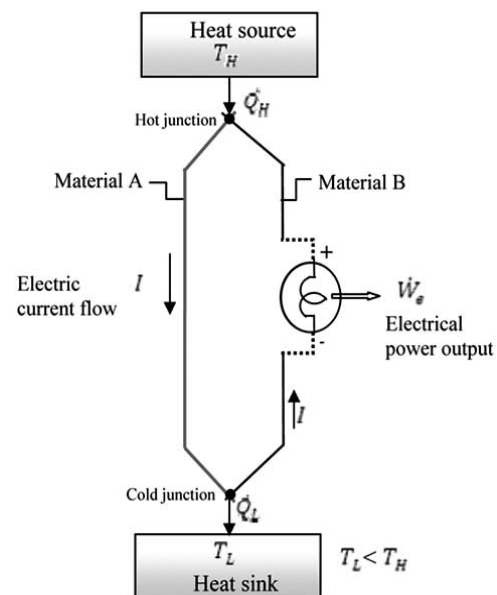 Heat source
T_H
Q̇_H
Hot junction
Material A
Material B
+
Electric
current flow
I
Ẇ_e
Electrical
power output
-
I
Cold junction
Q̇_L
T_L
Heat sink
T_L < T_H